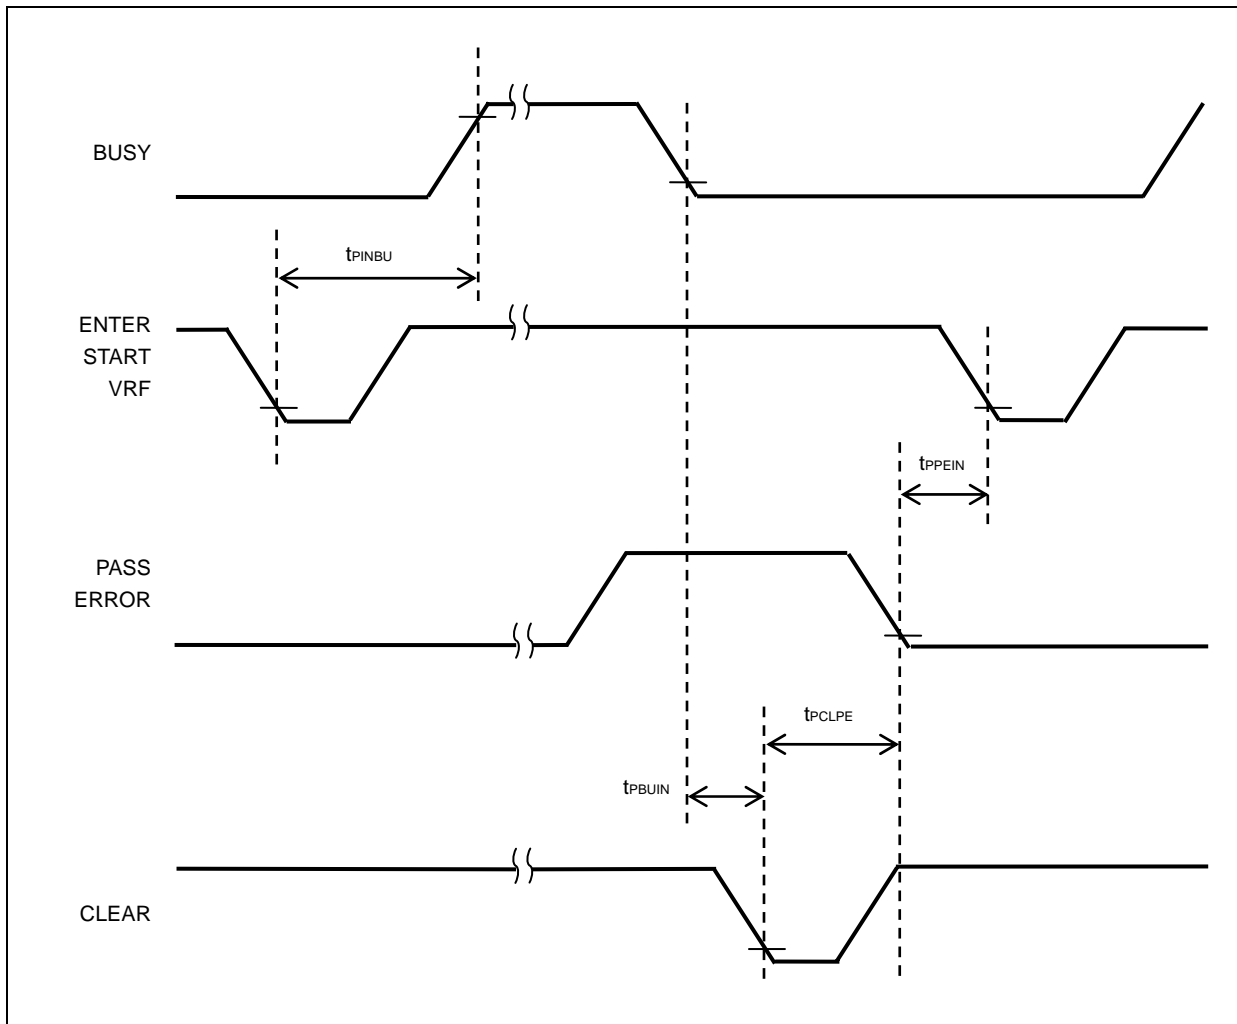 BUSY
tPINBU
ENTER
START
VRF
tPPEIN
PASS
ERROR
tPCLPE
tPBUIN
CLEAR